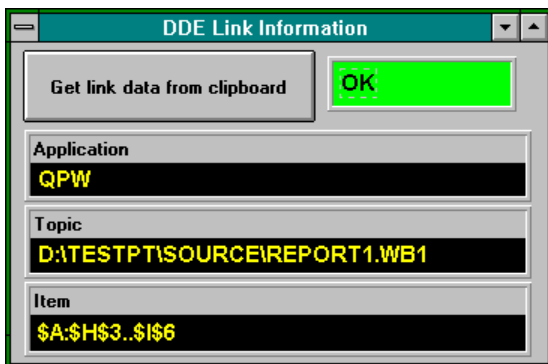 DDE Link Information
Get link data from clipboard
OK
Application
QPW
Topic
D:\TESTPT\SOURCE\REPORT1.WB1
Item
$A:$H$3..$I$6